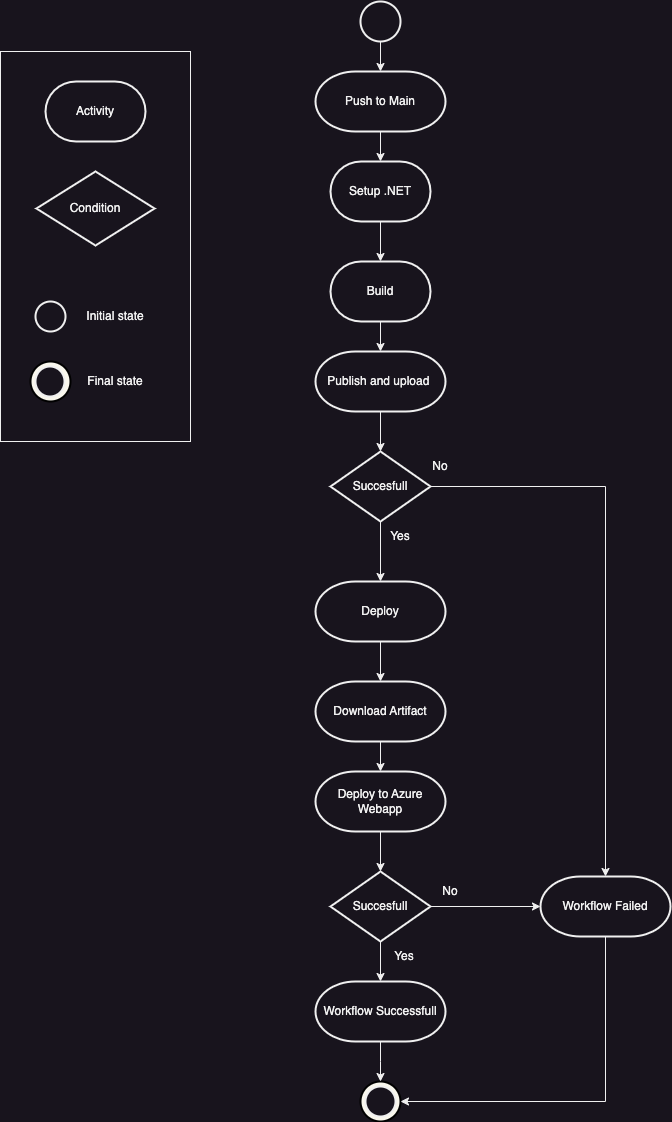 Activity
Condition
Initial state
Final state
Push to Main
Setup .NET
Build
Publish and upload
Succesfull
No
Yes
Deploy
Download Artifact
Deploy to Azure
Webapp
Succesfull
No
Workflow Failed
Yes
Workflow Successfull